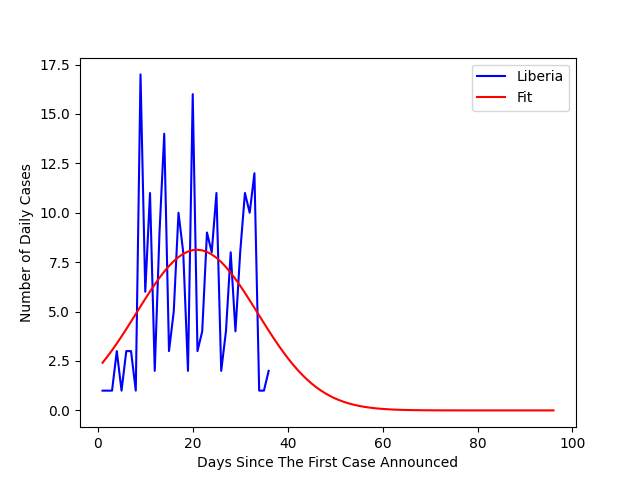 17.5
15.0
12.5
10.0
7.5
5.0
2.5
0.0
Number of Daily Cases
Liberia
Fit
0 20 40 60 80 100
Days Since The First Case Announced